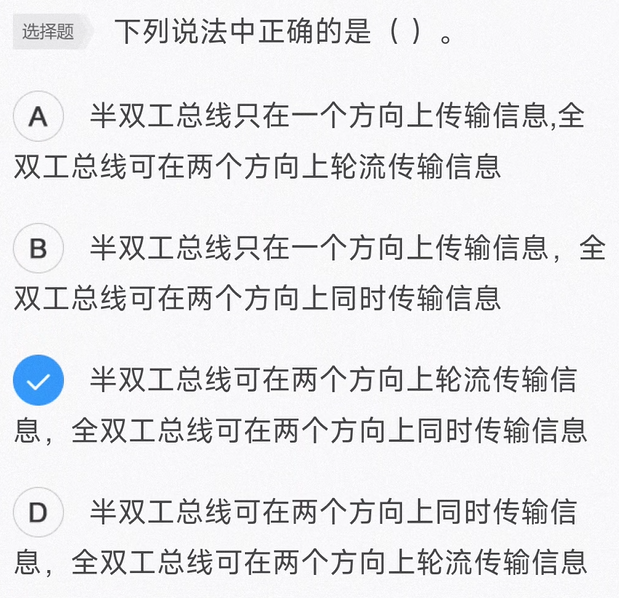 选择题 下列说法中正确的是（ ）。
A 半双工总线只在一个方向上传输信息,全
双工总线可在两个方向上轮流传输信息
B 半双工总线只在一个方向上传输信息，全
双工总线可在两个方向上同时传输信息
半双工总线可在两个方向上轮流传输信
息，全双工总线可在两个方向上同时传输信息
D 半双工总线可在两个方向上同时传输信
息，全双工总线可在两个方向上轮流传输信息